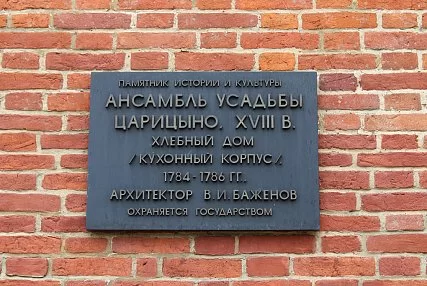 ПАМЯТНИК ИСТОРИИ И КУЛЬТУРЫ
АНСАМБЛЬ УСАДЬБЫ
ЦАРИЦЫНО, XVIII В.
ХЛЕБНЫЙ ДОМ
/КУХОННЫЙ КОРПУС/
1784-1786 ГГ.
АРХИТЕКТОР В.И.БАЖЕНОВ
ОХРАНЯЕТСЯ ГОСУДАРСТВОМ